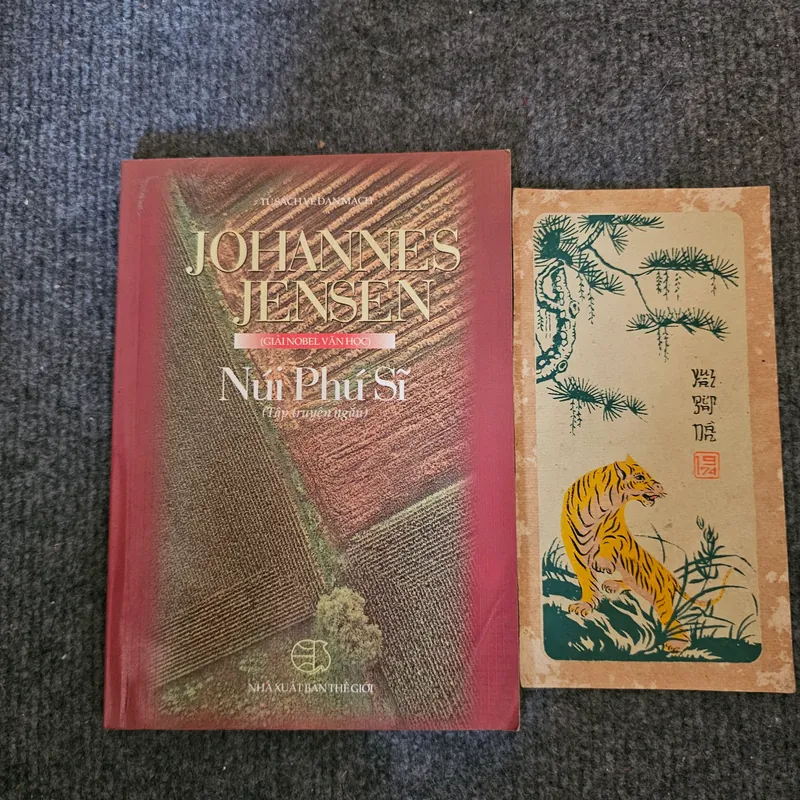 TỦ SÁCH VỀ ĐAN MẠCH
JOHANNES
JENSEN
(GIẢI NOBEL VĂN HỌC)
Núi Phú Sĩ
(Tập truyện ngắn)
NHÀ XUẤT BẢN THẾ GIỚI
1974